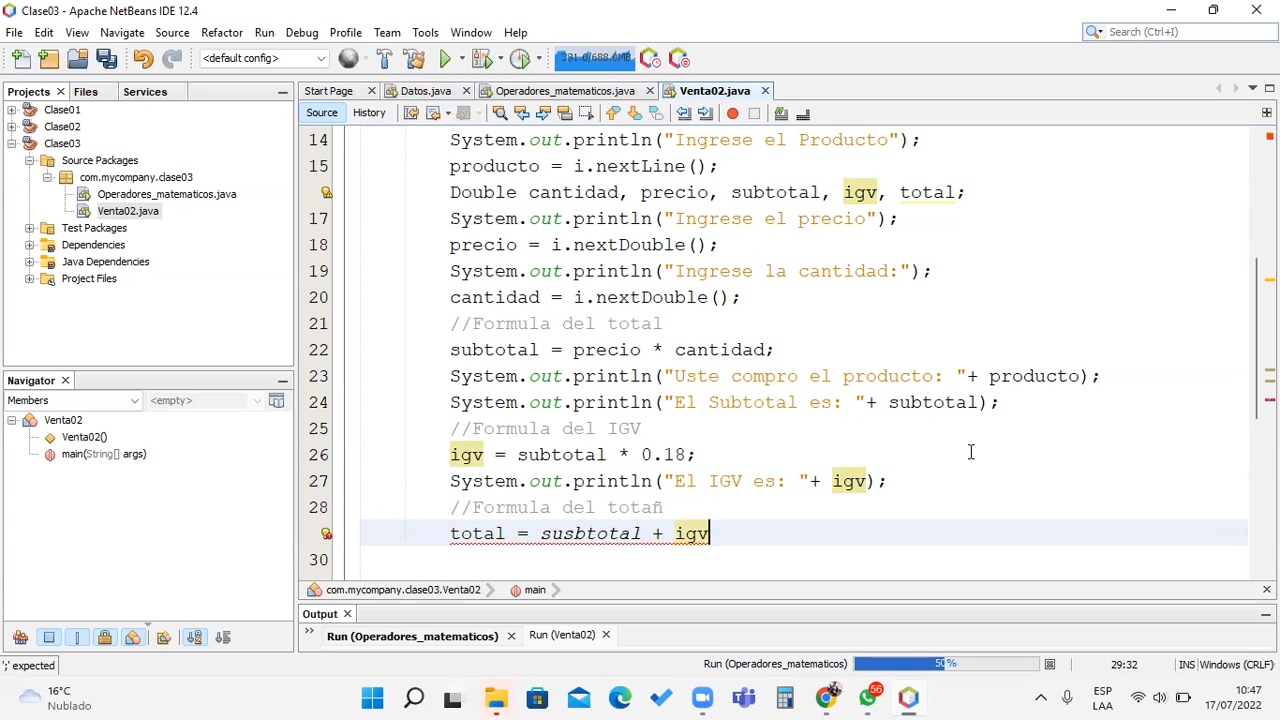 Clase03 - Apache NetBeans IDE 12.4
File Edit View Navigate Source Refactor Run Debug Profile Team Tools Window Help
Search (Ctrl+I)
<default config>
381.0/688.0MB
Projects Files Services
Start Page Datos.java Operadores_matematicos.java Venta02.java
Source History
Clase01
Clase02
Clase03
Source Packages
com.mycompany.clase03
Operadores_matematicos.java
Venta02.java
Test Packages
Dependencies
Java Dependencies
Project Files
Navigator
Members <empty>
Venta02
Venta02()
main(String[] args)
14 System.out.println("Ingrese el Producto");
15 producto = i.nextLine();
Double cantidad, precio, subtotal, igv, total;
17 System.out.println("Ingrese el precio");
18 precio = i.nextDouble();
19 System.out.println("Ingrese la cantidad:");
20 cantidad = i.nextDouble();
21 //Formula del total
22 subtotal = precio * cantidad;
23 System.out.println("Uste compro el producto: "+ producto);
24 System.out.println("El Subtotal es: "+ subtotal);
25 //Formula del IGV
26 igv = subtotal * 0.18;
27 System.out.println("El IGV es: "+ igv);
28 //Formula del totañ
total = susbtotal + igv
30
com.mycompany.clase03.Venta02 main
Output
Run (Operadores_matematicos) Run (Venta02)
';' expected
Run (Operadores_matematicos) 50% 29:32 INS Windows (CRLF)
16°C
Nublado
56
ESP
LAA
10:47
17/07/2022